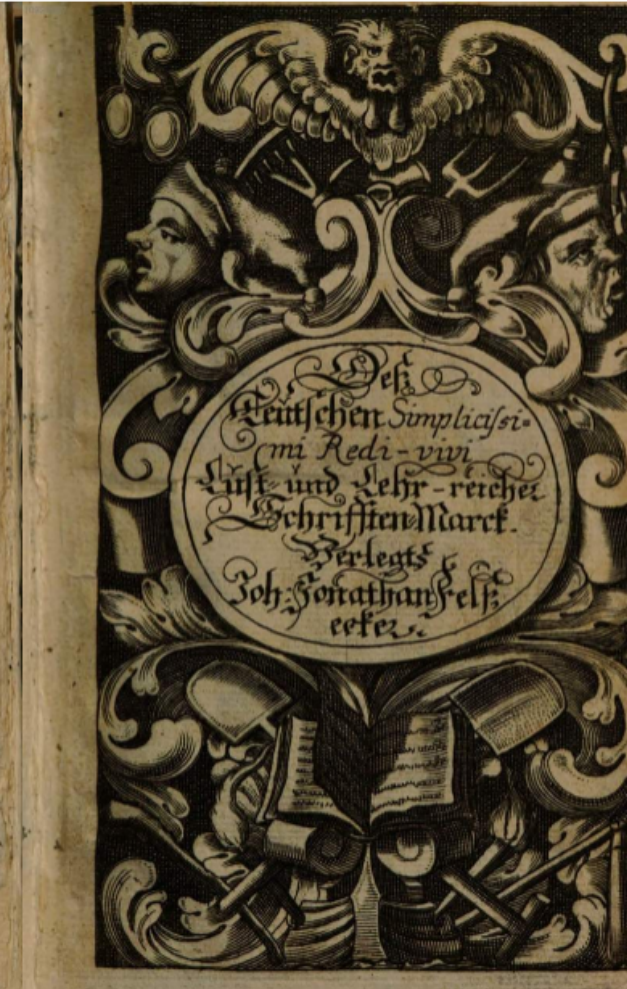 Deß
Teutschen Simplicissi-
mi Redi-vivi
Lust- und Lehr-reicher
Schrifften-Marck.
Verlegts
Joh: Jonathan Felß-
ecker.